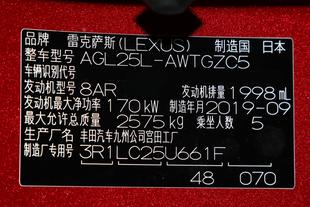 品牌 雷克萨斯(LEXUS) 制造国 日本
整车型号 AGL25L-AWTGZC5
车辆识别代号
发动机型号 8AR 发动机排量 1998 mL
发动机最大净功率 170 kW 制造年月 2019-09
最大允许总质量 2575 kg 乘坐人数 5
生产厂名 丰田汽车九州公司宫田工厂
制造厂专用号 3R1LC25U661F
48 070